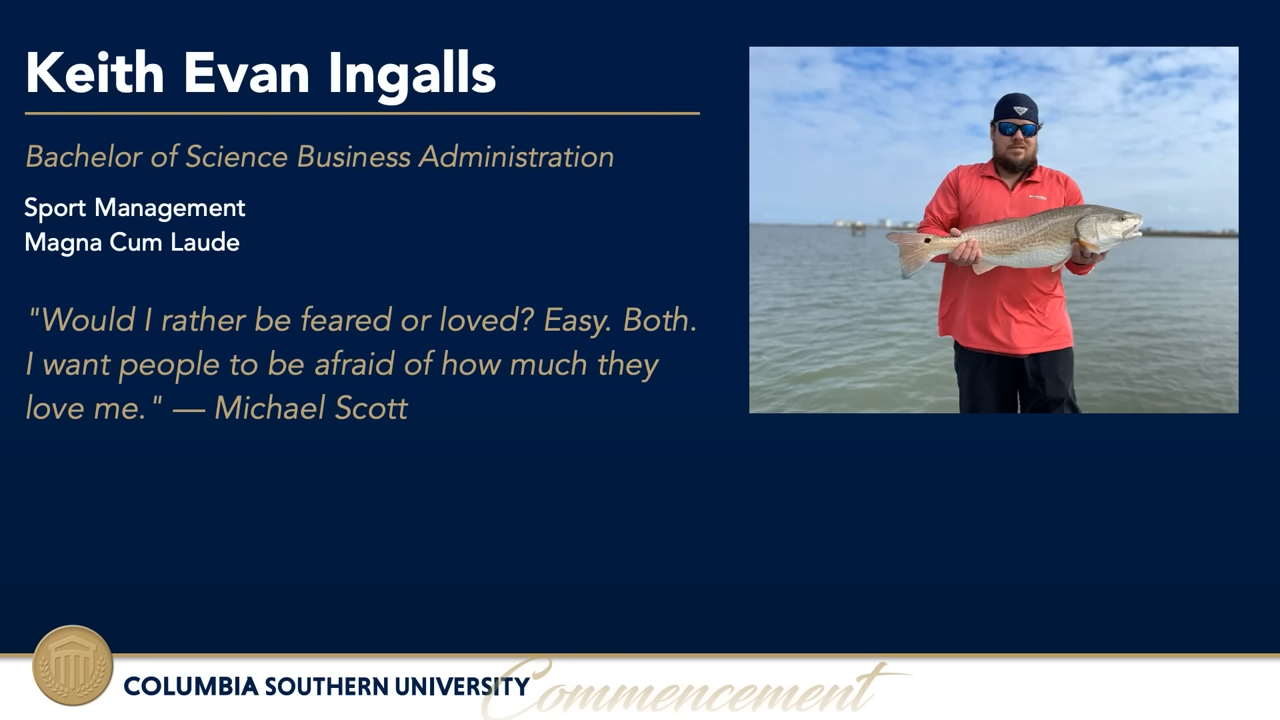 Keith Evan Ingalls
Bachelor of Science Business Administration
Sport Management
Magna Cum Laude
"Would I rather be feared or loved? Easy. Both.
I want people to be afraid of how much they
love me." — Michael Scott
COLUMBIA SOUTHERN UNIVERSITY
Commencement